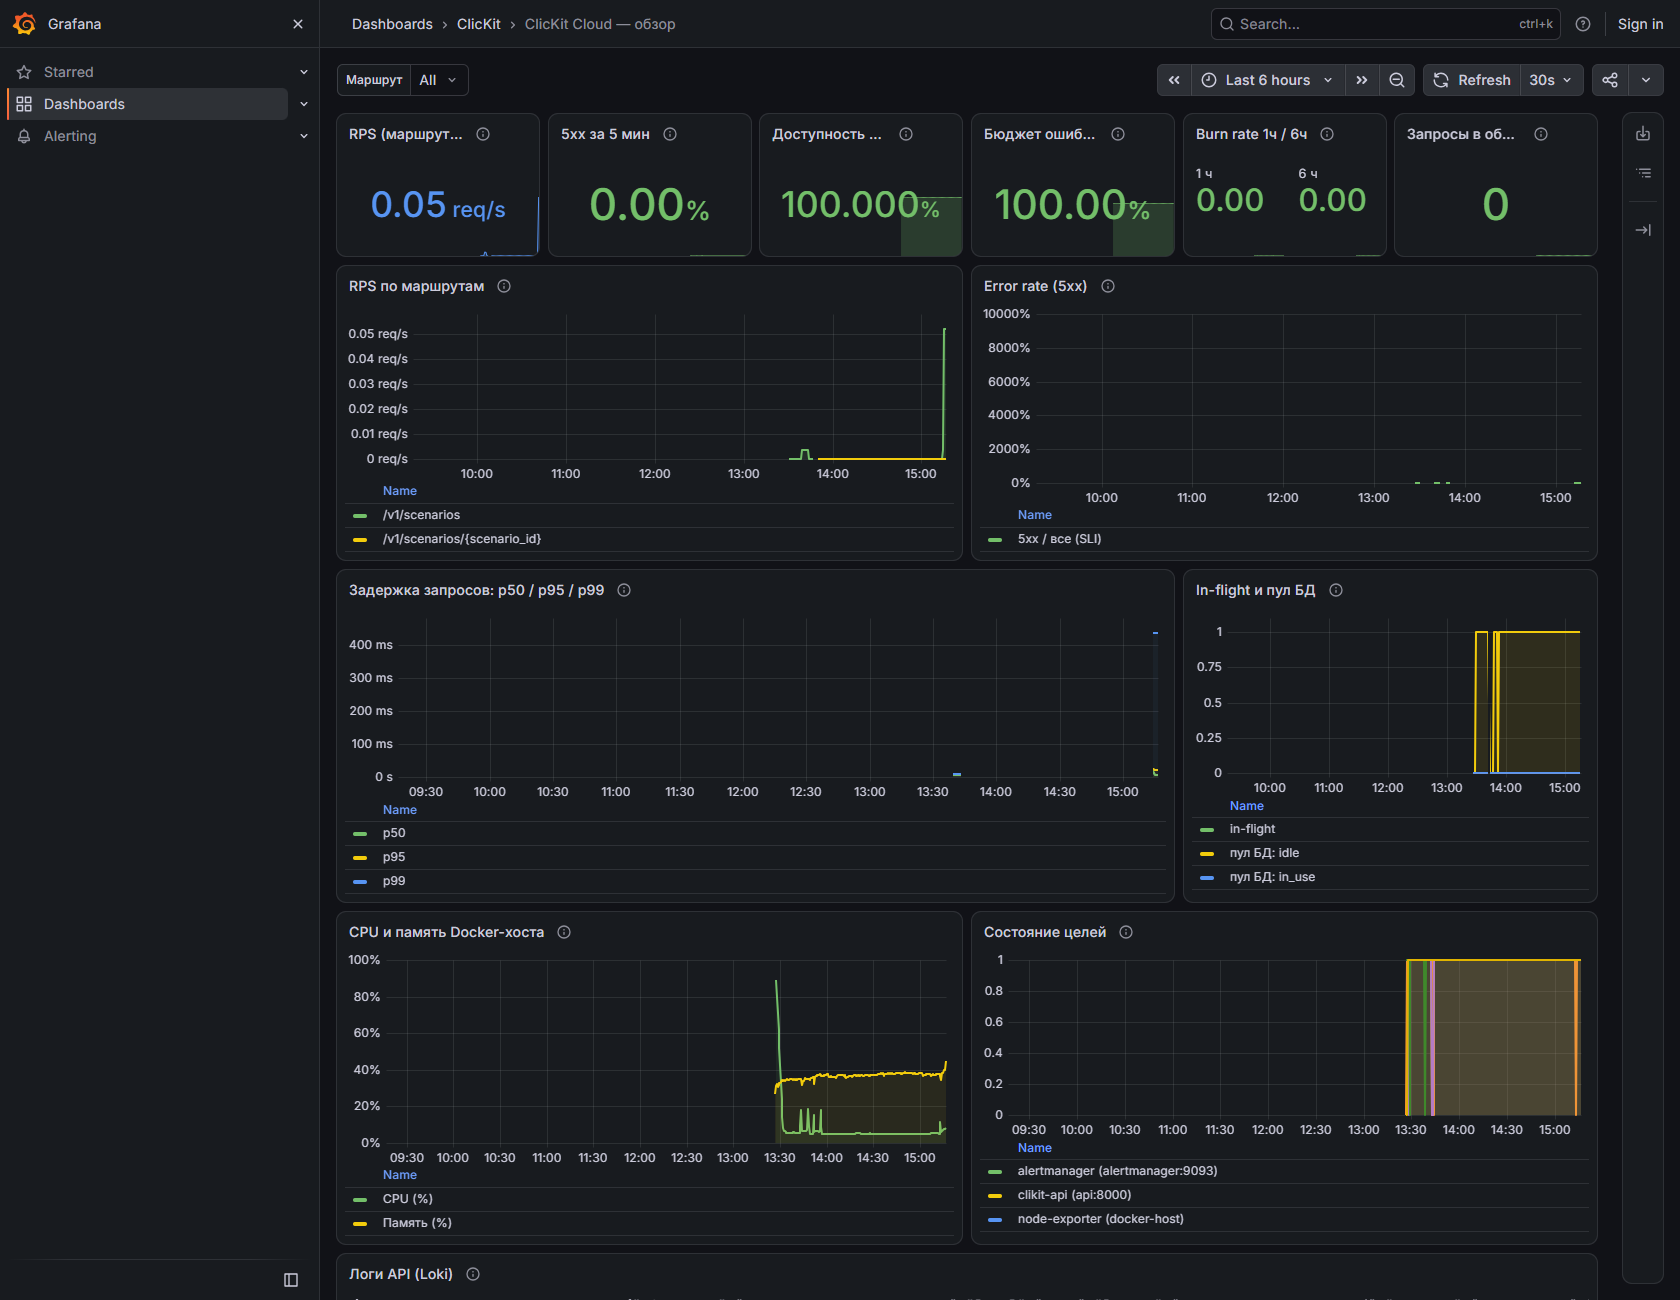 Grafana
Dashboards › ClicKit › ClicKit Cloud — обзор
Search...
ctrl+k
Sign in
Starred
Dashboards
Alerting
Маршрут
All
Last 6 hours
Refresh
30s
RPS (маршрут...
0.05 req/s
5xx за 5 мин
0.00%
Доступность ...
100.000%
Бюджет ошиб...
100.00%
Burn rate 1ч / 6ч
1 ч
0.00
6 ч
0.00
Запросы в об...
0
RPS по маршрутам
0.05 req/s
0.04 req/s
0.03 req/s
0.02 req/s
0.01 req/s
0 req/s
10:00 11:00 12:00 13:00 14:00 15:00
Name
/v1/scenarios
/v1/scenarios/{scenario_id}
Error rate (5xx)
10000%
8000%
6000%
4000%
2000%
0%
10:00 11:00 12:00 13:00 14:00 15:00
Name
5xx / все (SLI)
Задержка запросов: p50 / p95 / p99
400 ms
300 ms
200 ms
100 ms
0 s
09:30 10:00 10:30 11:00 11:30 12:00 12:30 13:00 13:30 14:00 14:30 15:00
Name
p50
p95
p99
In-flight и пул БД
1
0.75
0.5
0.25
0
10:00 11:00 12:00 13:00 14:00 15:00
Name
in-flight
пул БД: idle
пул БД: in_use
CPU и память Docker-хоста
100%
80%
60%
40%
20%
0%
09:30 10:00 10:30 11:00 11:30 12:00 12:30 13:00 13:30 14:00 14:30 15:00
Name
CPU (%)
Память (%)
Состояние целей
1
0.8
0.6
0.4
0.2
0
09:30 10:00 10:30 11:00 11:30 12:00 12:30 13:00 13:30 14:00 14:30 15:00
Name
alertmanager (alertmanager:9093)
clikit-api (api:8000)
node-exporter (docker-host)
Логи API (Loki)